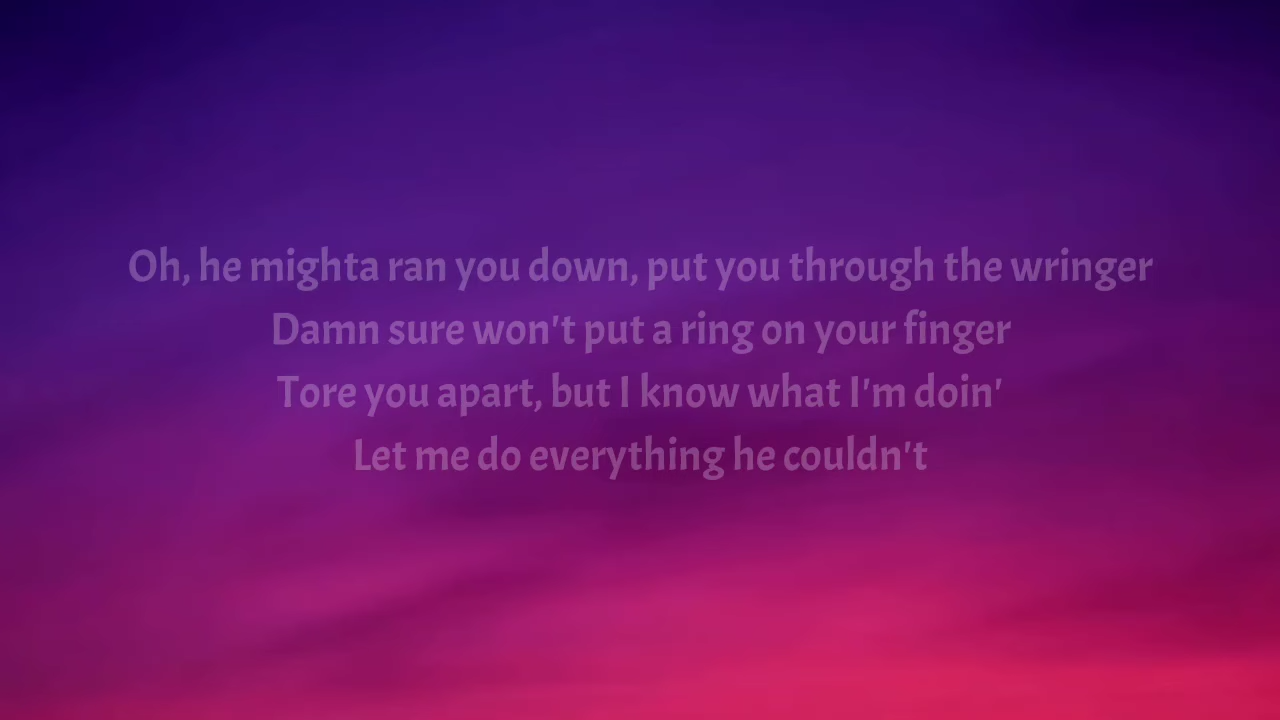 Oh, he mighta ran you down, put you through the wringer
Damn sure won't put a ring on your finger
Tore you apart, but I know what I'm doin'
Let me do everything he couldn't